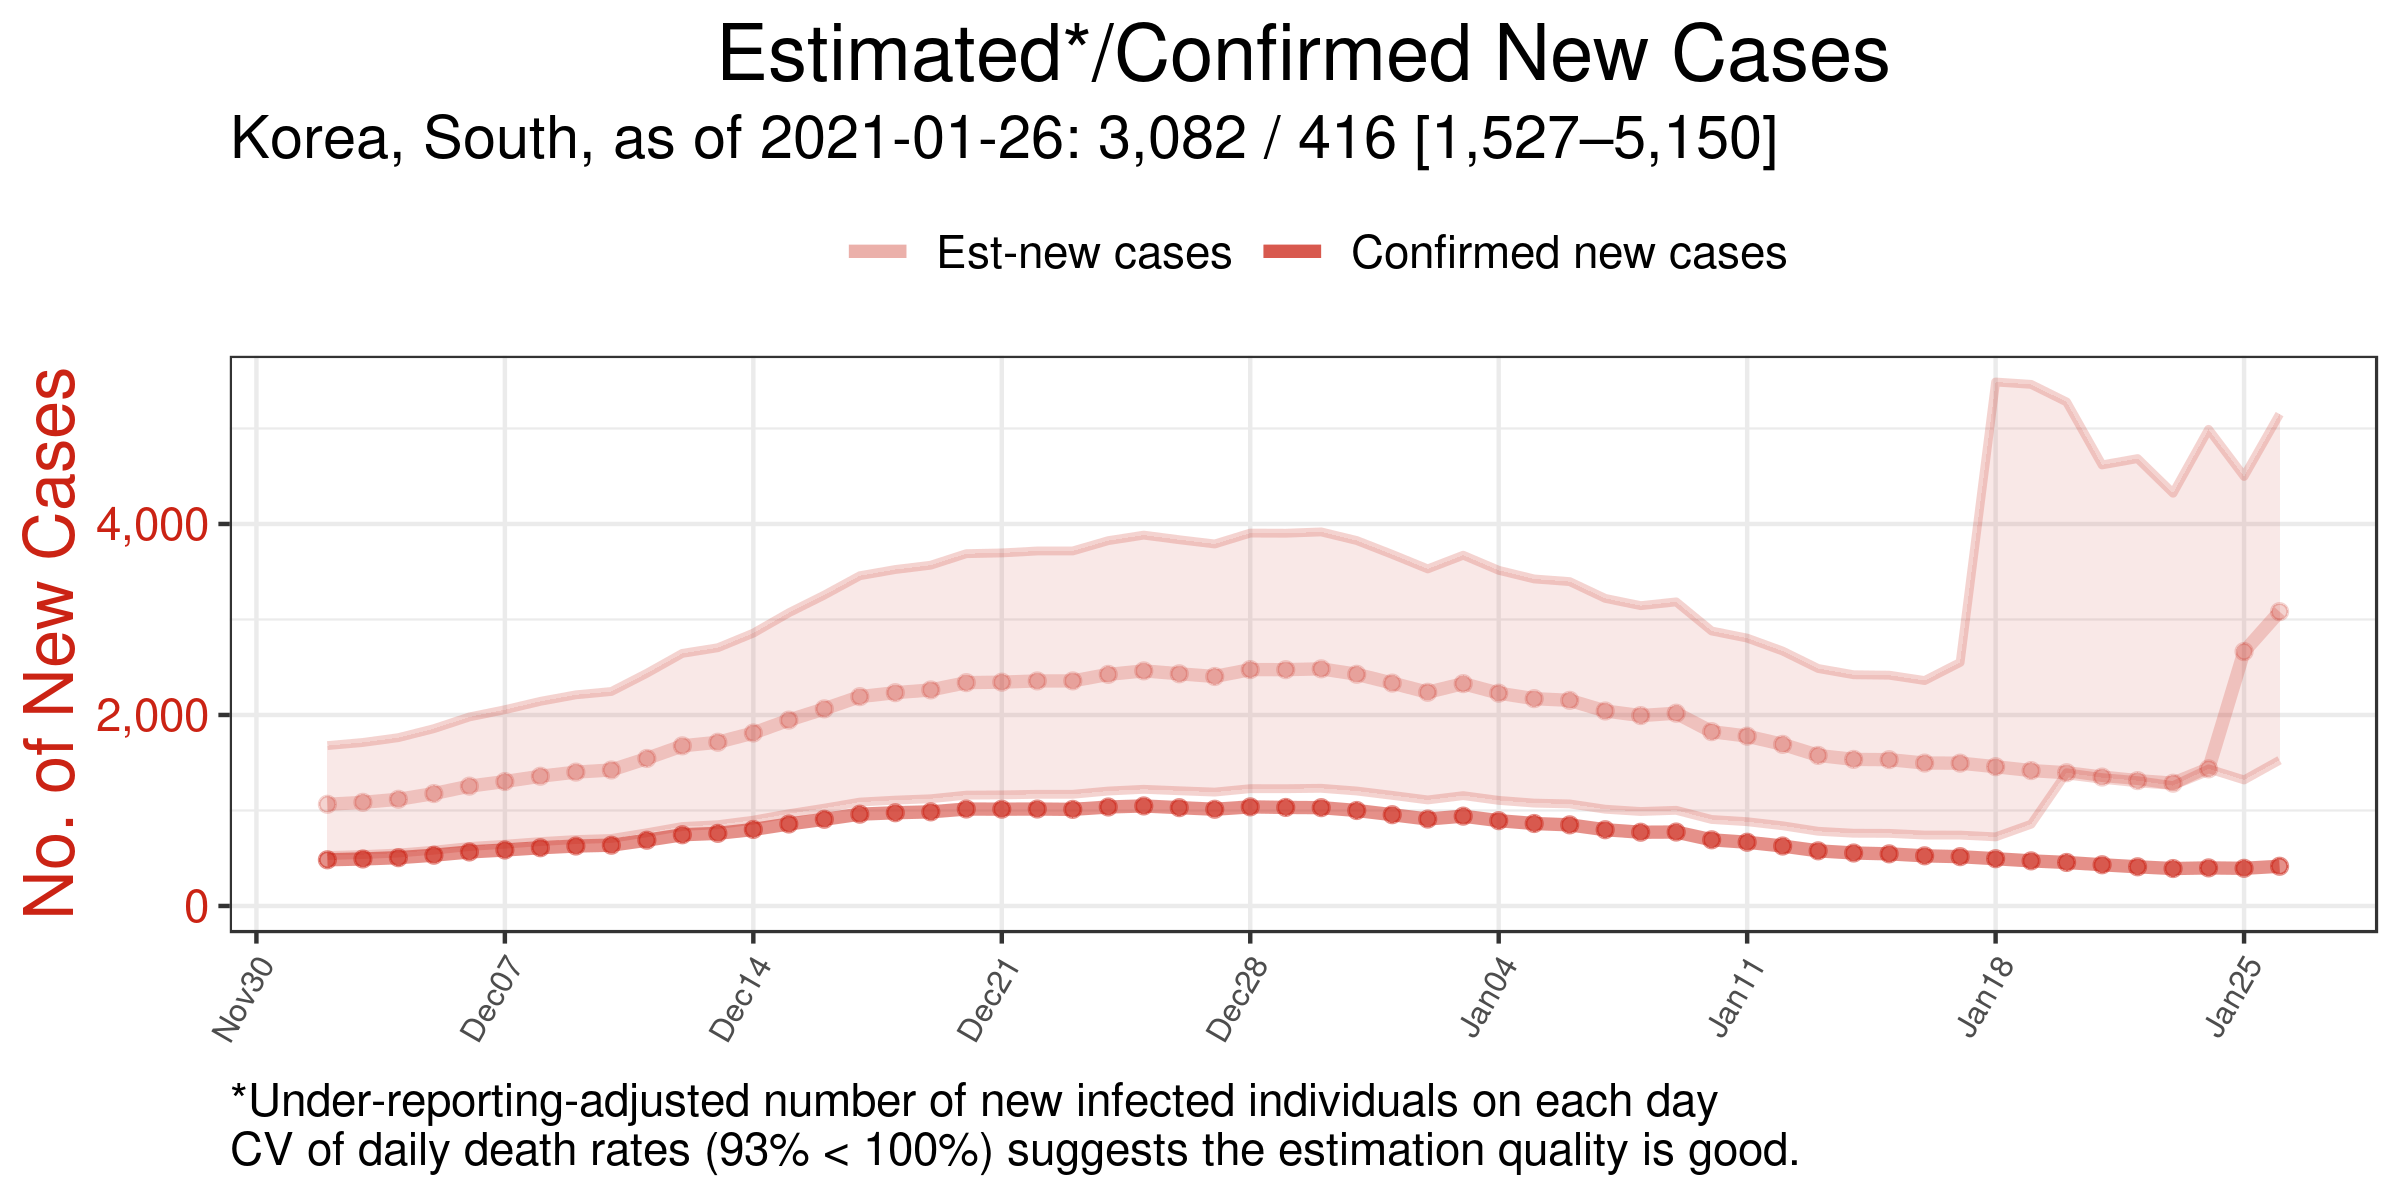 Estimated*/Confirmed New Cases
Korea, South, as of 2021-01-26: 3,082 / 416 [1,527–5,150]
Est-new cases
Confirmed new cases
No. of New Cases
4,000
2,000
0
Nov30
Dec07
Dec14
Dec21
Dec28
Jan04
Jan11
Jan18
Jan25
*Under-reporting-adjusted number of new infected individuals on each day
CV of daily death rates (93% < 100%) suggests the estimation quality is good.